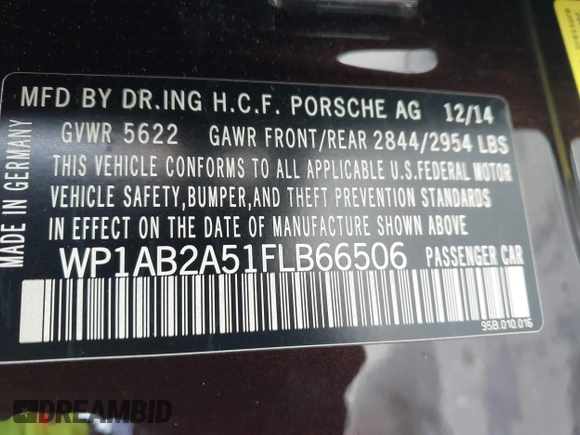 MFD BY DR.ING H.C.F. PORSCHE AG 12/14
GVWR 5622 GAWR FRONT/REAR 2844/2954 LBS
THIS VEHICLE CONFORMS TO ALL APPLICABLE U.S.FEDERAL MOTOR
VEHICLE SAFETY,BUMPER,AND THEFT PREVENTION STANDARDS
IN EFFECT ON THE DATE OF MANUFACTURE SHOWN ABOVE
WP1AB2A51FLB66506 PASSENGER CAR
95B.010.016
MADE IN GERMANY
DREAMBID